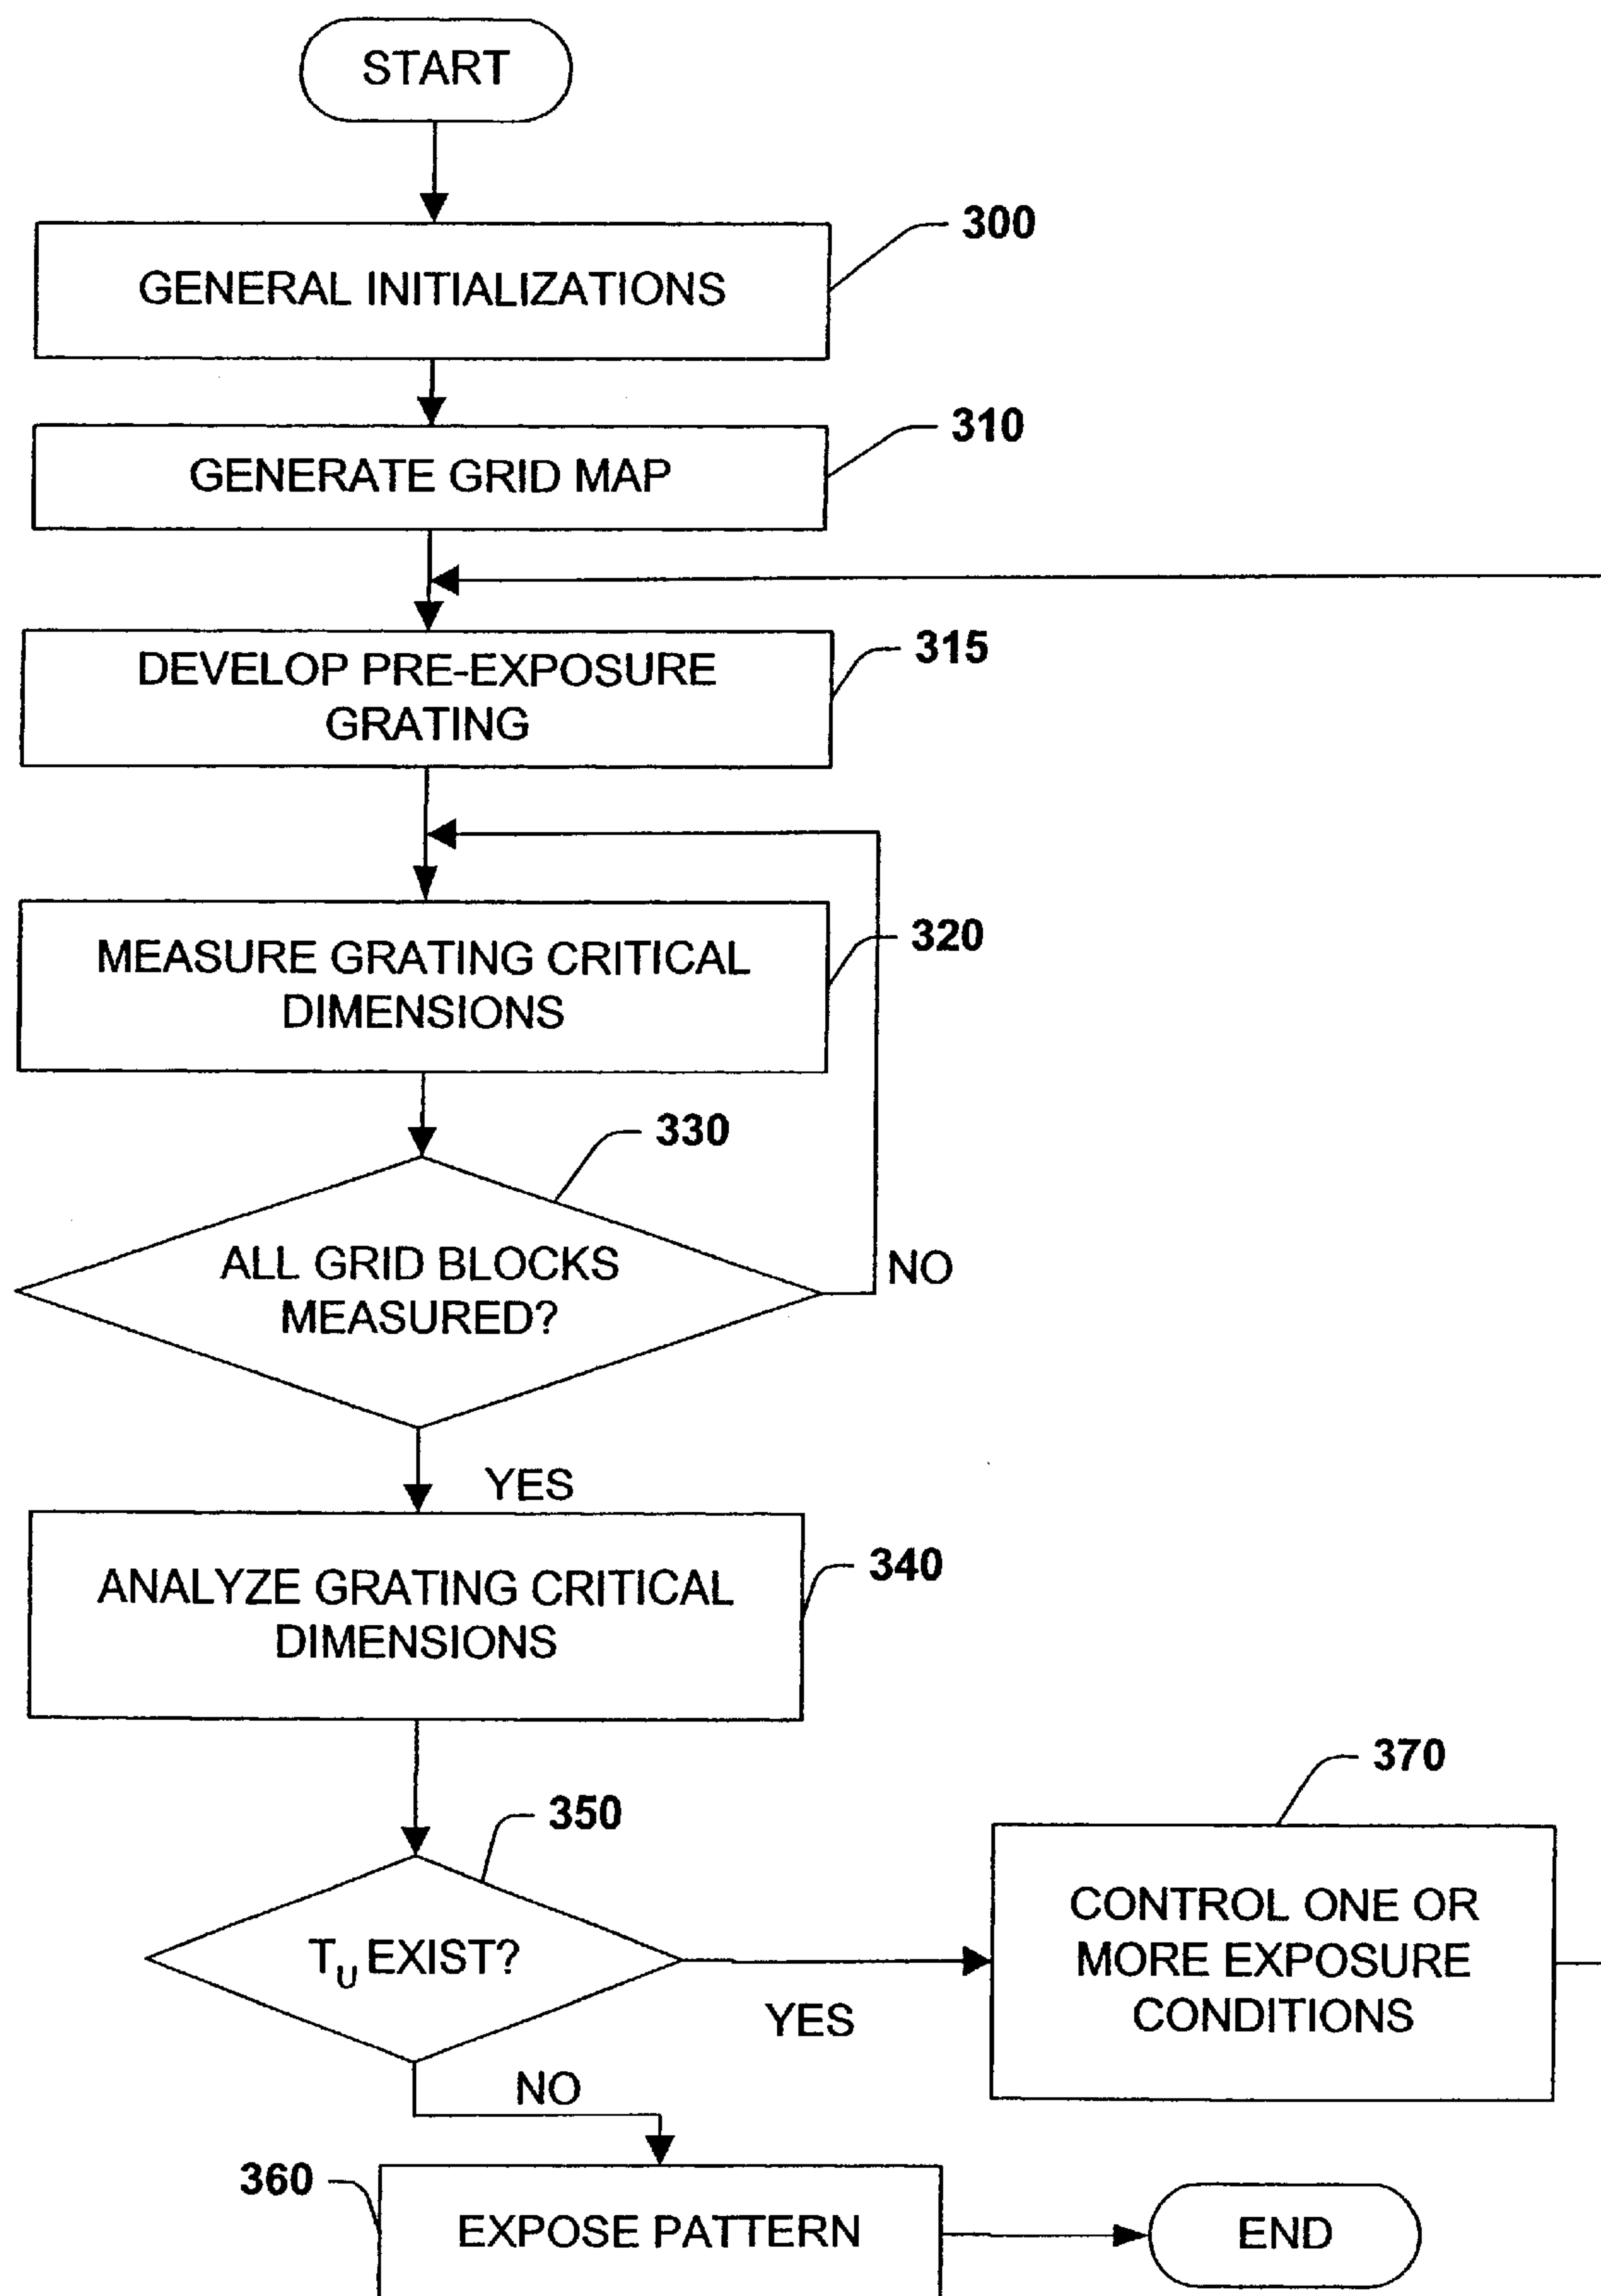 START
300
GENERAL INITIALIZATIONS
310
GENERATE GRID MAP
315
DEVELOP PRE-EXPOSURE
GRATING
320
MEASURE GRATING CRITICAL
DIMENSIONS
330
ALL GRID BLOCKS
MEASURED?
NO
YES
340
ANALYZE GRATING CRITICAL
DIMENSIONS
350
TU EXIST?
YES
370
CONTROL ONE OR
MORE EXPOSURE
CONDITIONS
NO
360
EXPOSE PATTERN
END